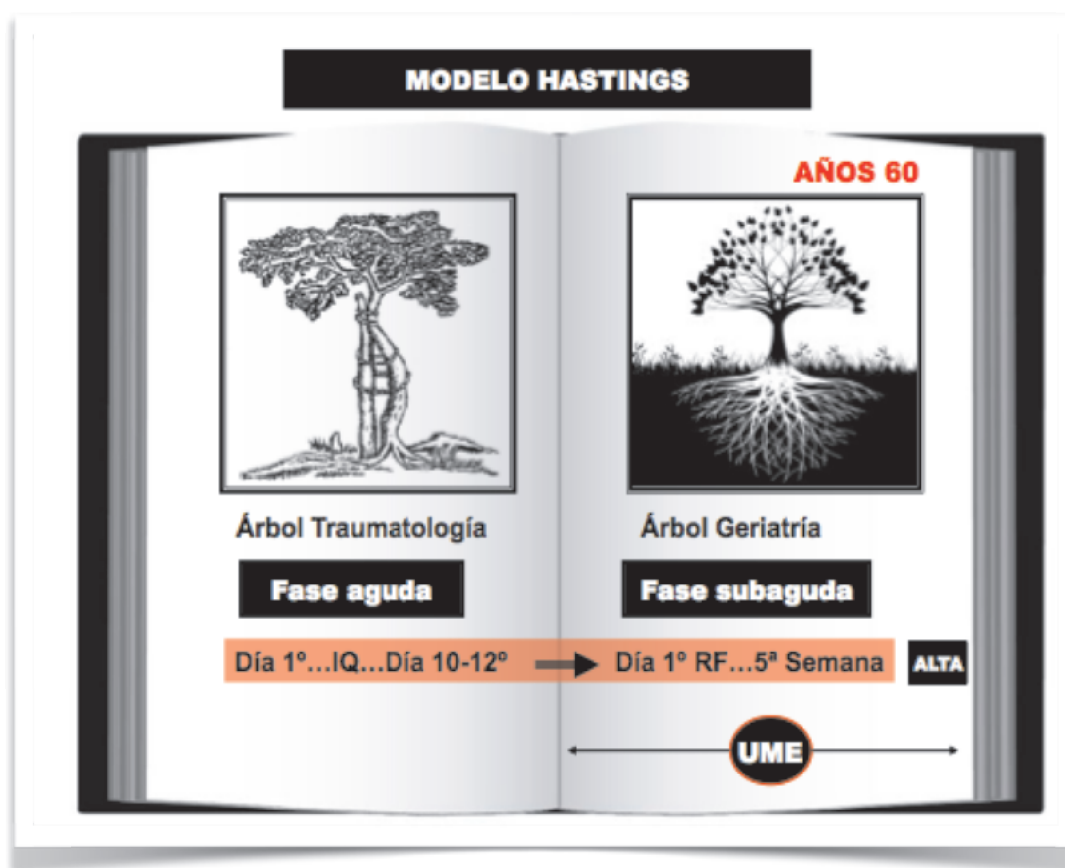 MODELO HASTINGS
AÑOS 60
Árbol Traumatología
Árbol Geriatría
Fase aguda
Fase subaguda
Día 1º...IQ...Día 10-12º
Día 1º RF...5ª Semana
ALTA
UME